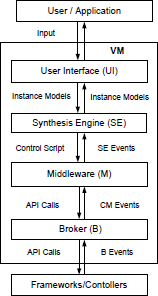 User / Application
Input
VM
User Interface (UI)
Instance Models
Instance Models
Synthesis Engine (SE)
Control Script
SE Events
Middleware (M)
API Calls
CM Events
Broker (B)
API Calls
B Events
Frameworks/Contollers